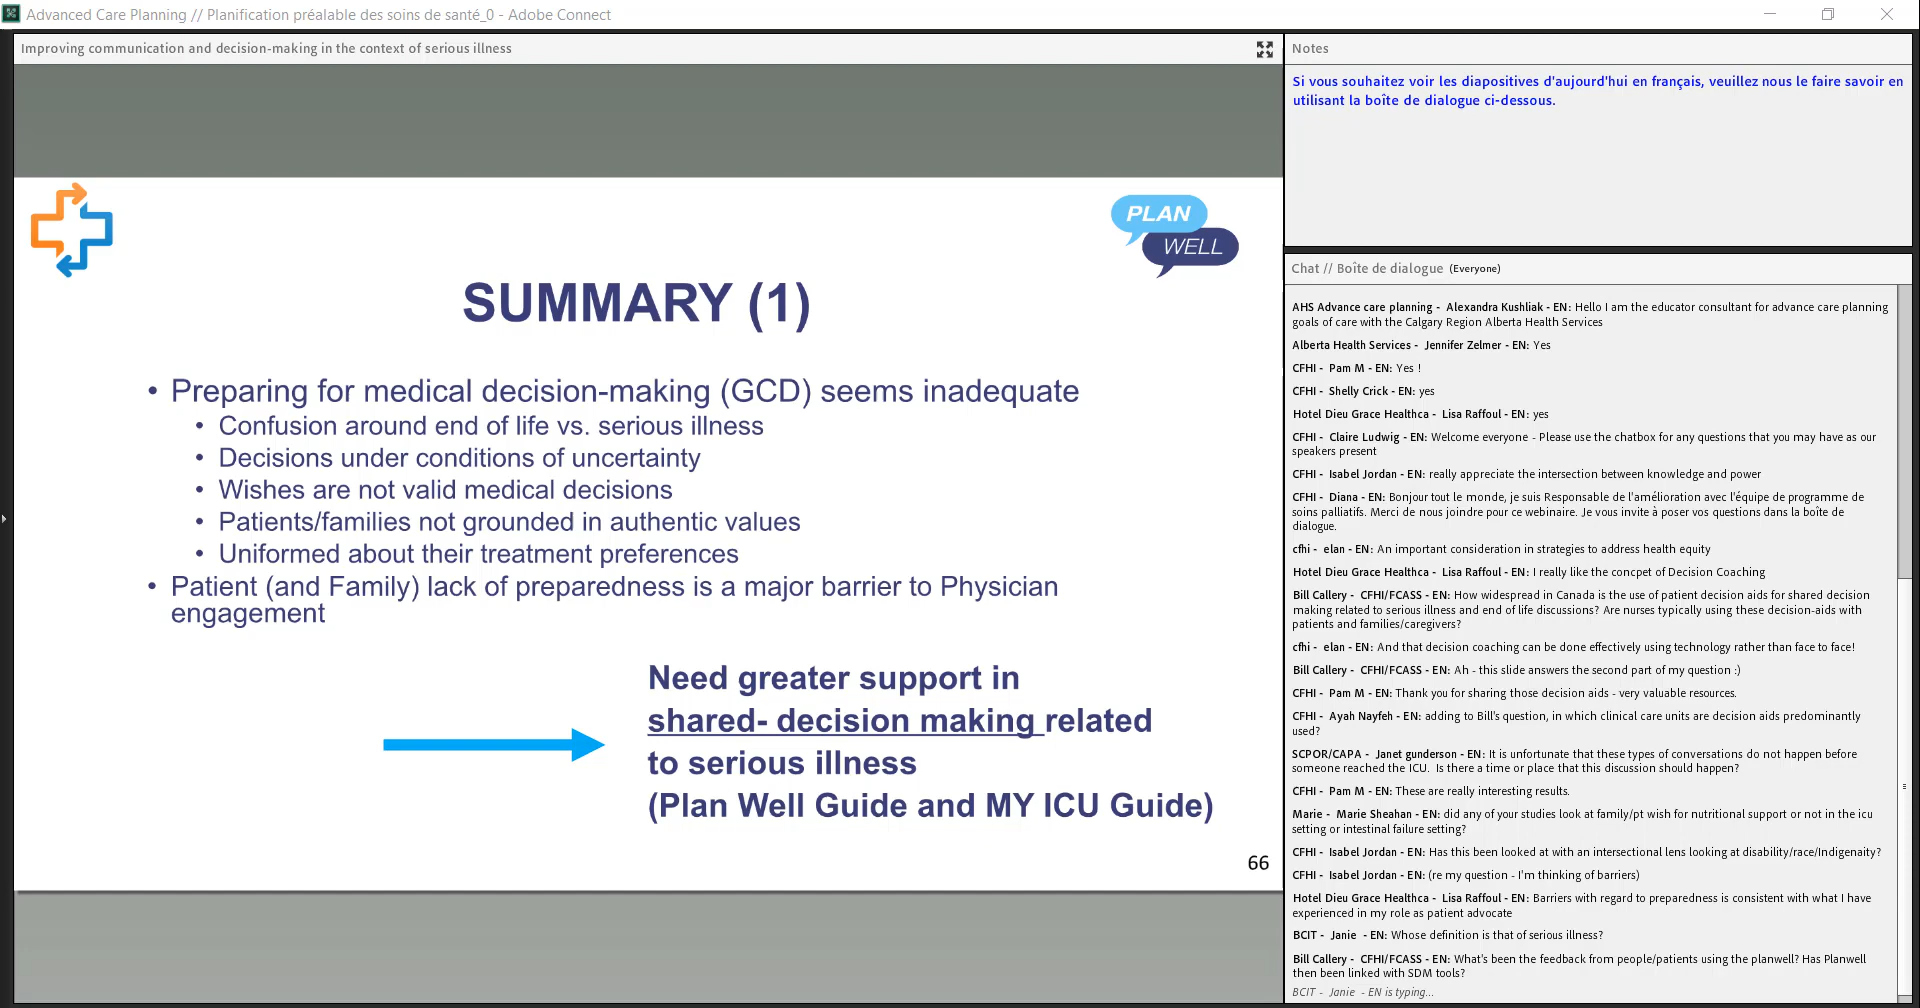 Advanced Care Planning // Planification préalable des soins de santé_0 - Adobe Connect
Improving communication and decision-making in the context of serious illness
PLAN
WELL
SUMMARY (1)
• Preparing for medical decision-making (GCD) seems inadequate
• Confusion around end of life vs. serious illness
• Decisions under conditions of uncertainty
• Wishes are not valid medical decisions
• Patients/families not grounded in authentic values
• Uniformed about their treatment preferences
• Patient (and Family) lack of preparedness is a major barrier to Physician
engagement
Need greater support in
shared- decision making related
to serious illness
(Plan Well Guide and MY ICU Guide)
66
Notes
Si vous souhaitez voir les diapositives d'aujourd'hui en français, veuillez nous le faire savoir en
utilisant la boîte de dialogue ci-dessous.
Chat // Boîte de dialogue (Everyone)
AHS Advance care planning - Alexandra Kushliak - EN: Hello I am the educator consultant for advance care planning
goals of care with the Calgary Region Alberta Health Services
Alberta Health Services - Jennifer Zelmer - EN: Yes
CFHI - Pam M - EN: Yes !
CFHI - Shelly Crick - EN: yes
Hotel Dieu Grace Healthca - Lisa Raffoul - EN: yes
CFHI - Claire Ludwig - EN: Welcome everyone - Please use the chatbox for any questions that you may have as our
speakers present
CFHI - Isabel Jordan - EN: really appreciate the intersection between knowledge and power
CFHI - Diana - EN: Bonjour tout le monde, je suis Responsable de l'amélioration avec l'équipe de programme de
soins palliatifs. Merci de nous joindre pour ce webinaire. Je vous invite à poser vos questions dans la boîte de
dialogue.
cfhi - elan - EN: An important consideration in strategies to address health equity
Hotel Dieu Grace Healthca - Lisa Raffoul - EN: I really like the concpet of Decision Coaching
Bill Callery - CFHI/FCASS - EN: How widespread in Canada is the use of patient decision aids for shared decision
making related to serious illness and end of life discussions? Are nurses typically using these decision-aids with
patients and families/caregivers?
cfhi - elan - EN: And that decision coaching can be done effectively using technology rather than face to face!
Bill Callery - CFHI/FCASS - EN: Ah - this slide answers the second part of my question :)
CFHI - Pam M - EN: Thank you for sharing those decision aids - very valuable resources.
CFHI - Ayah Nayfeh - EN: adding to Bill's question, in which clinical care units are decision aids predominantly
used?
SCPOR/CAPA - Janet gunderson - EN: It is unfortunate that these types of conversations do not happen before
someone reached the ICU. Is there a time or place that this discussion should happen?
CFHI - Pam M - EN: These are really interesting results.
Marie - Marie Sheahan - EN: did any of your studies look at family/pt wish for nutritional support or not in the icu
setting or intestinal failure setting?
CFHI - Isabel Jordan - EN: Has this been looked at with an intersectional lens looking at disability/race/Indigenaity?
CFHI - Isabel Jordan - EN: (re my question - I'm thinking of barriers)
Hotel Dieu Grace Healthca - Lisa Raffoul - EN: Barriers with regard to preparedness is consistent with what I have
experienced in my role as patient advocate
BCIT - Janie - EN: Whose definition is that of serious illness?
Bill Callery - CFHI/FCASS - EN: What's been the feedback from people/patients using the planwell? Has Planwell
then been linked with SDM tools?
BCIT - Janie - EN is typing...